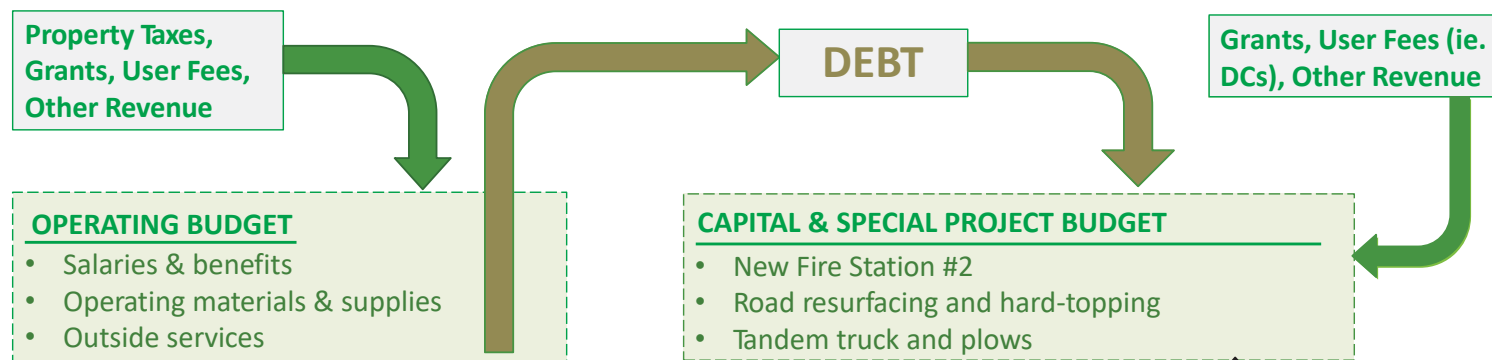 Property Taxes,
Grants, User Fees,
Other Revenue
DEBT
Grants, User Fees (ie.
DCs), Other Revenue
OPERATING BUDGET
• Salaries & benefits
• Operating materials & supplies
• Outside services
CAPITAL & SPECIAL PROJECT BUDGET
• New Fire Station #2
• Road resurfacing and hard-topping
• Tandem truck and plows